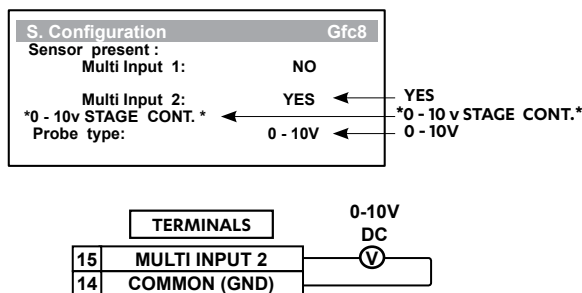 S. Configuration Gfc8
Sensor present :
Multi Input 1: NO
Multi Input 2: YES YES
*0 - 10v STAGE CONT. * *0 - 10 v STAGE CONT.*
Probe type: 0 - 10V 0 - 10V
TERMINALS
0-10V
DC
15 MULTI INPUT 2 V
14 COMMON (GND)